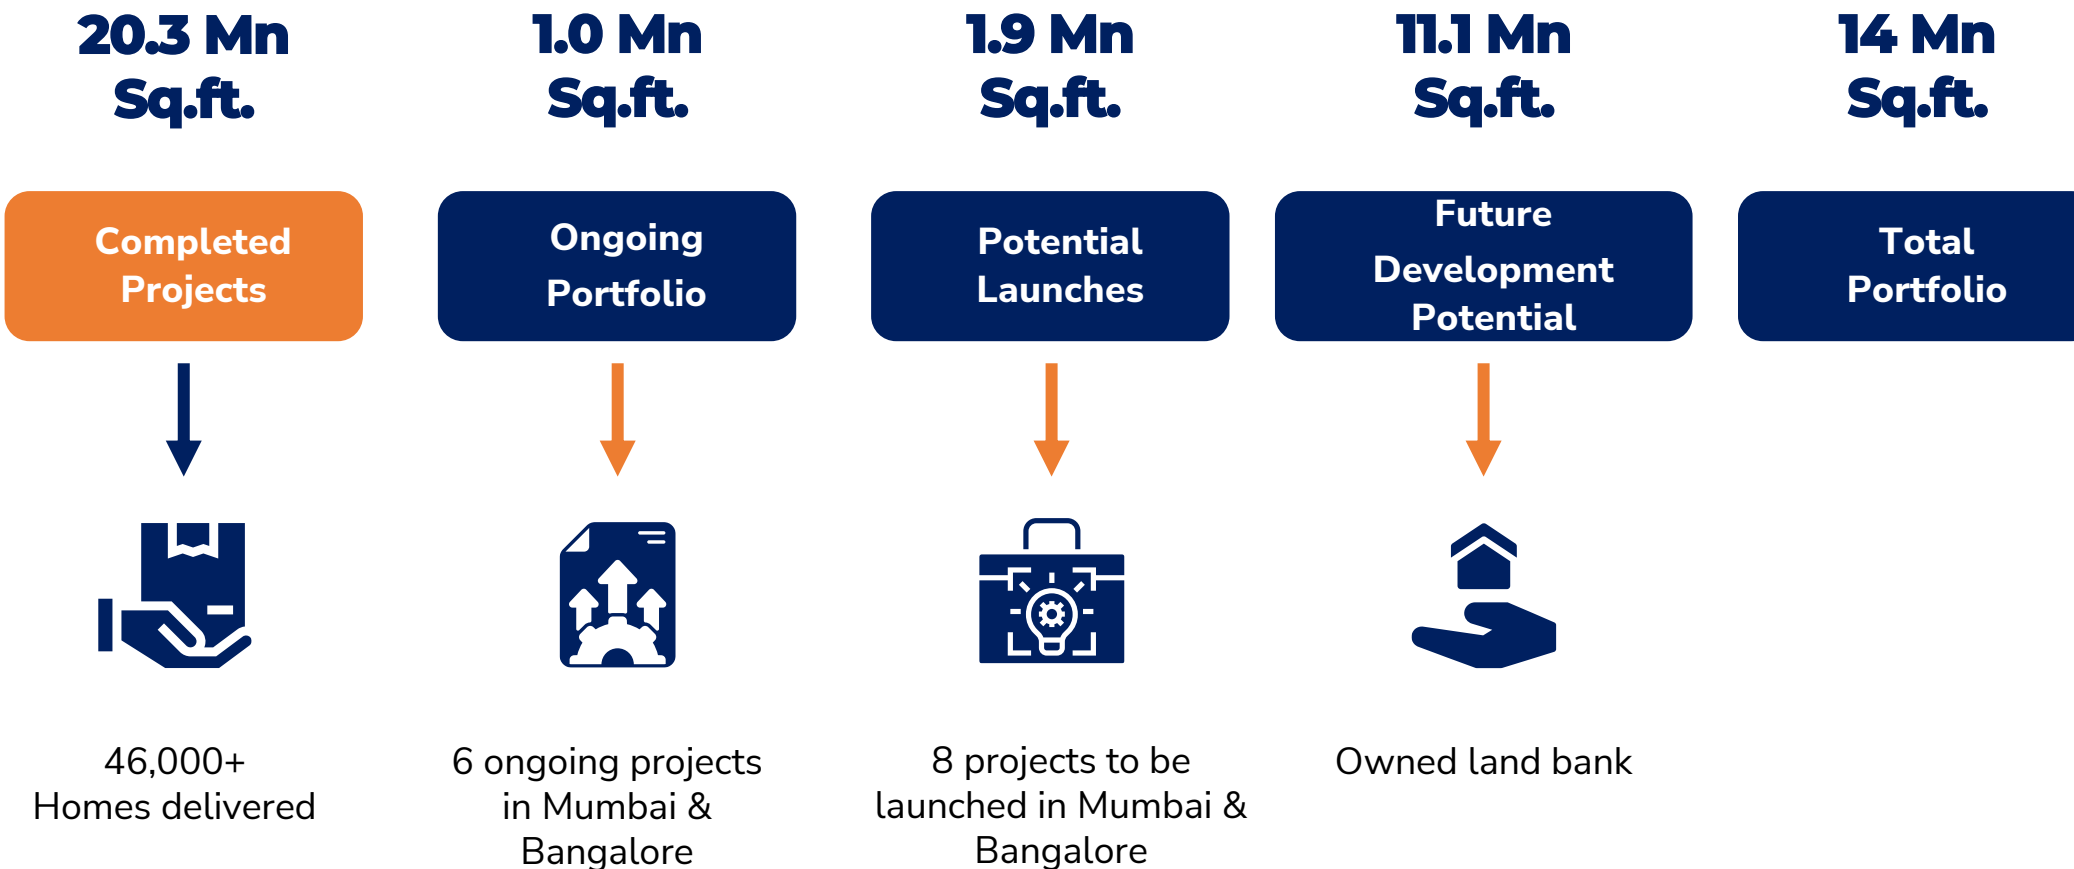 20.3 Mn
Sq.ft.
1.0 Mn
Sq.ft.
1.9 Mn
Sq.ft.
11.1 Mn
Sq.ft.
14 Mn
Sq.ft.
Completed
Projects
Ongoing
Portfolio
Potential
Launches
Future
Development
Potential
Total
Portfolio
46,000+
Homes delivered
6 ongoing projects
in Mumbai &
Bangalore
8 projects to be
launched in Mumbai &
Bangalore
Owned land bank